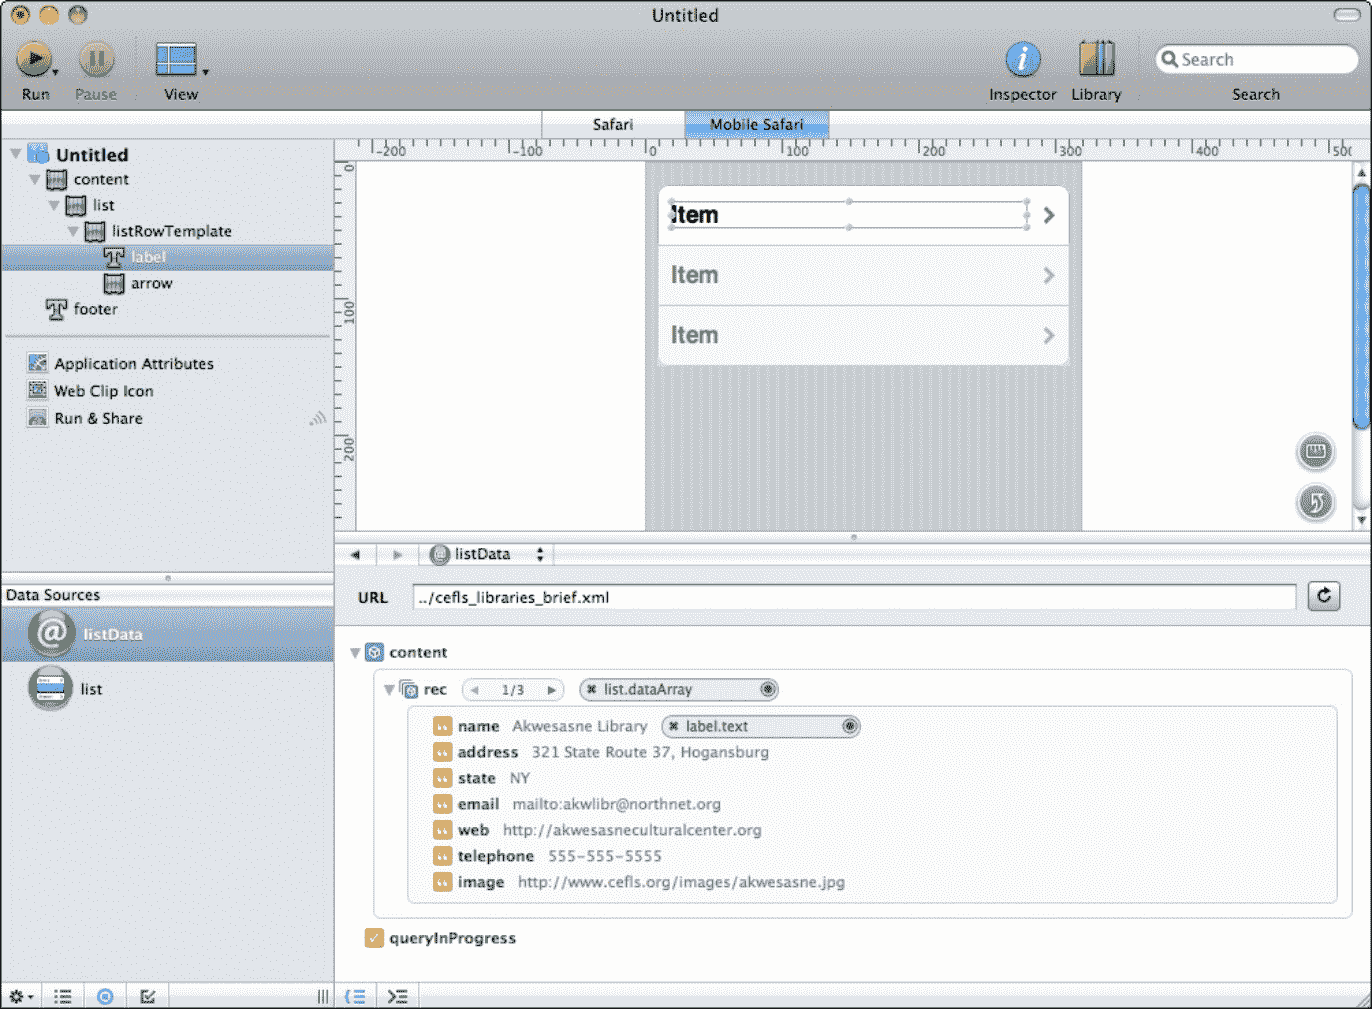 Untitled
Run Pause View Inspector Library Search
Search
Safari Mobile Safari
Untitled
content
list
listRowTemplate
label
arrow
footer
Application Attributes
Web Clip Icon
Run & Share
-200 -100 0 100 200 300 400 500
0
100
200
Item
Item
Item
listData
URL ../cefls_libraries_brief.xml
Data Sources
listData
list
content
rec 1/3 list.dataArray
name Akwesasne Library label.text
address 321 State Route 37, Hogansburg
state NY
email mailto:akwlibr@northnet.org
web http://akwesasneculturalcenter.org
telephone 555-555-5555
image http://www.cefls.org/images/akwesasne.jpg
queryInProgress